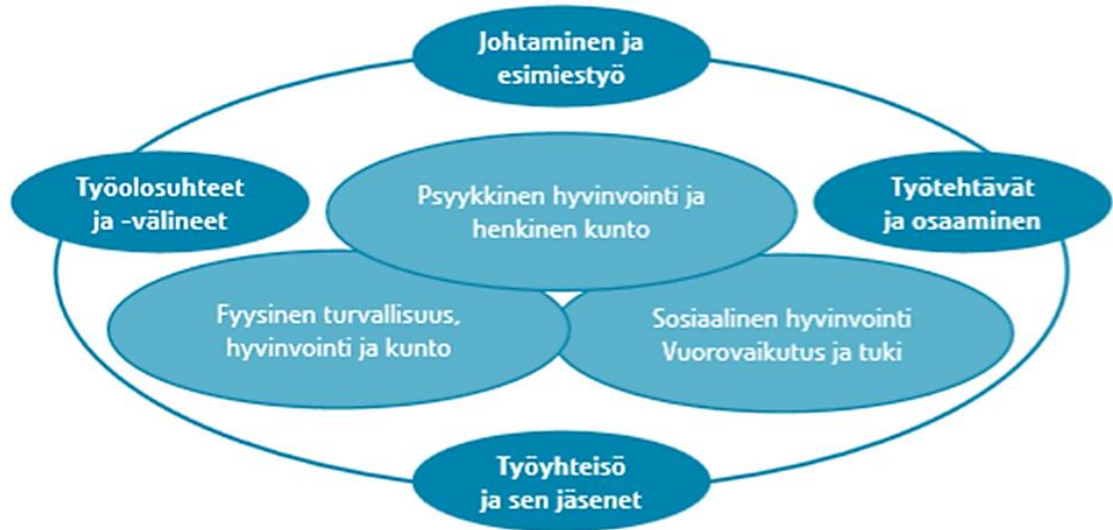 Johtaminen ja
esimiestyö
Työolosuhteet
ja -välineet
Psyykkinen hyvinvointi ja
henkinen kunto
Työtehtävät
ja osaaminen
Fyysinen turvallisuus,
hyvinvointi ja kunto
Sosiaalinen hyvinvointi
Vuorovaikutus ja tuki
Työyhteisö
ja sen jäsenet